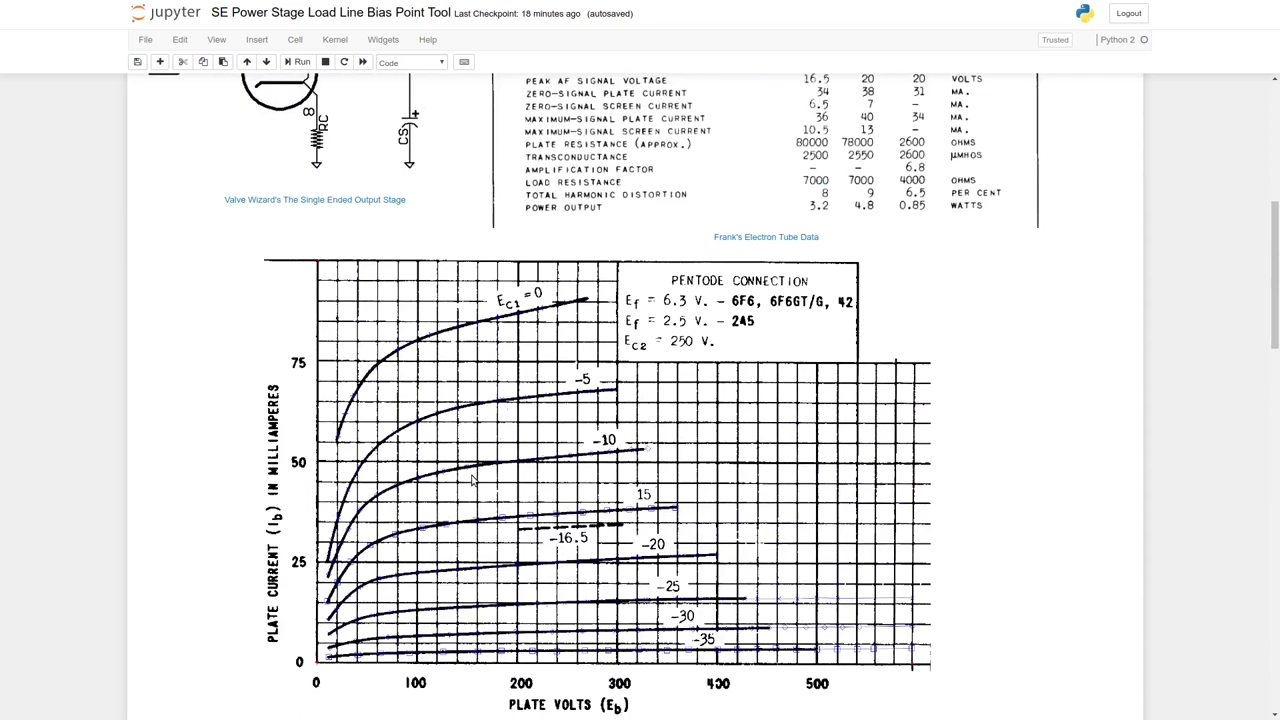 jupyter SE Power Stage Load Line Bias Point Tool Last Checkpoint: 18 minutes ago (autosaved) Logout
File Edit View Insert Cell Kernel Widgets Help Trusted Python 2
Run Code
8
RC
CS
+
Valve Wizard's The Single Ended Output Stage
PEAK AF SIGNAL VOLTAGE 16.5 20 20 VOLTS
ZERO-SIGNAL PLATE CURRENT 34 38 31 MA.
ZERO-SIGNAL SCREEN CURRENT 6.5 7 - MA.
MAXIMUM-SIGNAL PLATE CURRENT 36 40 34 MA.
MAXIMUM-SIGNAL SCREEN CURRENT 10.5 13 - MA.
PLATE RESISTANCE (APPROX.) 80000 78000 2600 OHMS
TRANSCONDUCTANCE 2500 2550 2600 µMHOS
AMPLIFICATION FACTOR - - 6.8
LOAD RESISTANCE 7000 7000 4000 OHMS
TOTAL HARMONIC DISTORTION 8 9 6.5 PER CENT
POWER OUTPUT 3.2 4.8 0.85 WATTS
Frank's Electron Tube Data
PENTODE CONNECTION
Ef = 6.3 V. - 6F6, 6F6GT/G, 42
Ef = 2.5 V. - 2A5
EC2 = 250 V.
EC1 = 0
-5
-10
15
-16.5
-20
-25
-30
-35
PLATE CURRENT (Ib) IN MILLIAMPERES
75
50
25
0
0 100 200 300 400 500
PLATE VOLTS (Eb)